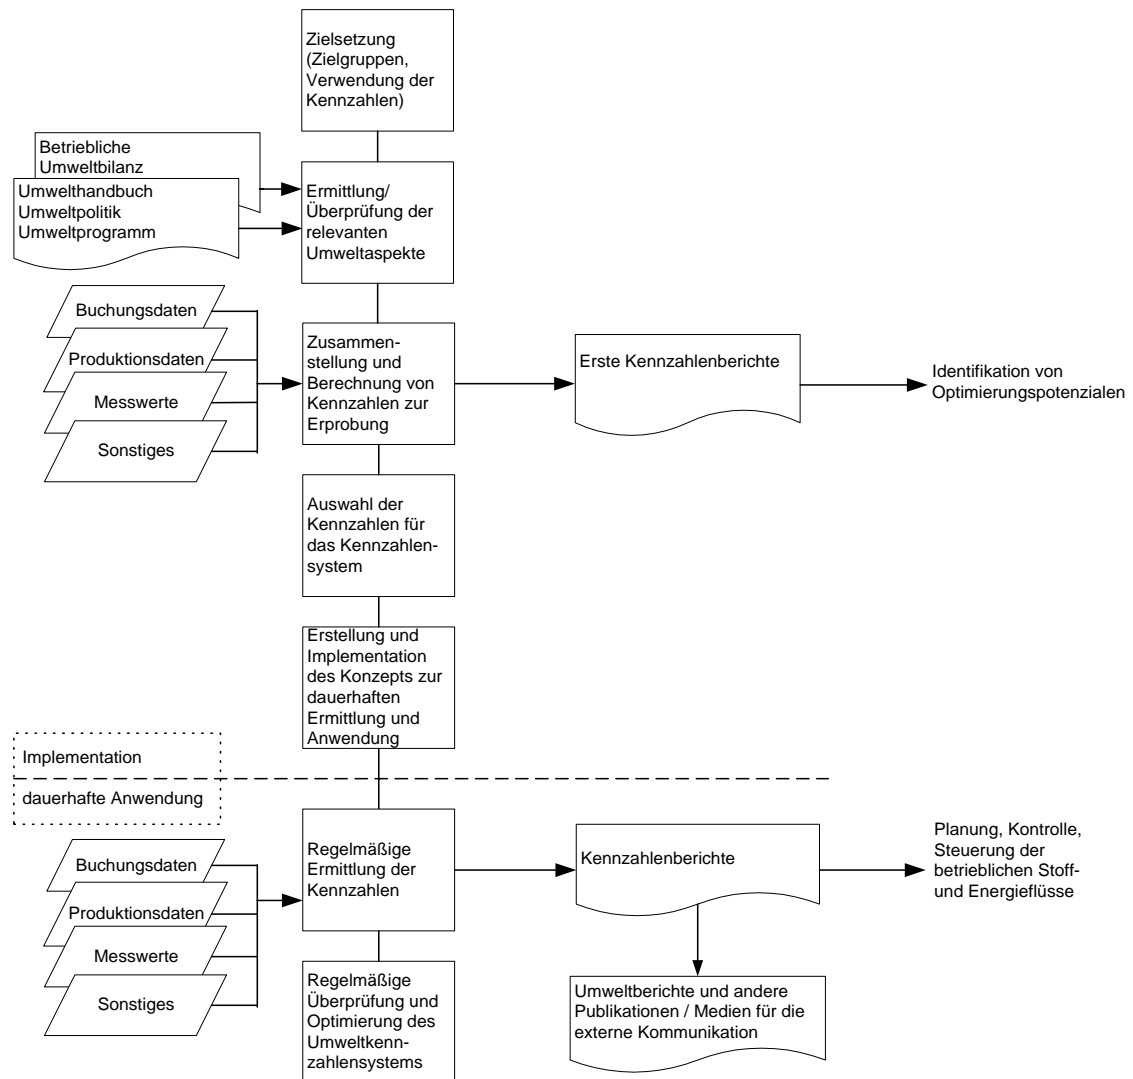 Zielsetzung
(Zielgruppen,
Verwendung der
Kennzahlen)
Betriebliche
Umweltbilanz
Umwelthandbuch
Umweltpolitik
Umweltprogramm
Ermittlung/
Überprüfung der
relevanten
Umweltaspekte
Buchungsdaten
Produktionsdaten
Messwerte
Sonstiges
Zusammen-
stellung und
Berechnung von
Kennzahlen zur
Erprobung
Erste Kennzahlenberichte
Identifikation von
Optimierungspotenzialen
Auswahl der
Kennzahlen für
das Kennzahlen-
system
Erstellung und
Implementation
des Konzepts zur
dauerhaften
Ermittlung und
Anwendung
Implementation
dauerhafte Anwendung
Buchungsdaten
Produktionsdaten
Messwerte
Sonstiges
Regelmäßige
Ermittlung der
Kennzahlen
Kennzahlenberichte
Planung, Kontrolle,
Steuerung der
betrieblichen Stoff-
und Energieflüsse
Regelmäßige
Überprüfung und
Optimierung des
Umweltkenn-
zahlensystems
Umweltberichte und andere
Publikationen / Medien für die
externe Kommunikation